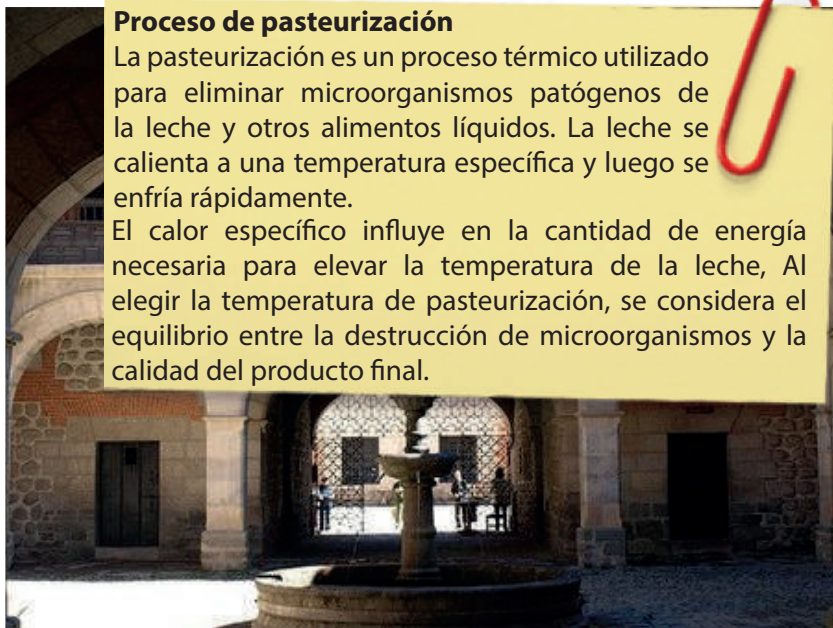 Proceso de pasteurización
La pasteurización es un proceso térmico utilizado
para eliminar microorganismos patógenos de
la leche y otros alimentos líquidos. La leche se
calienta a una temperatura específica y luego se
enfría rápidamente.
El calor específico influye en la cantidad de energía
necesaria para elevar la temperatura de la leche, Al
elegir la temperatura de pasteurización, se considera el
equilibrio entre la destrucción de microorganismos y la
calidad del producto final.